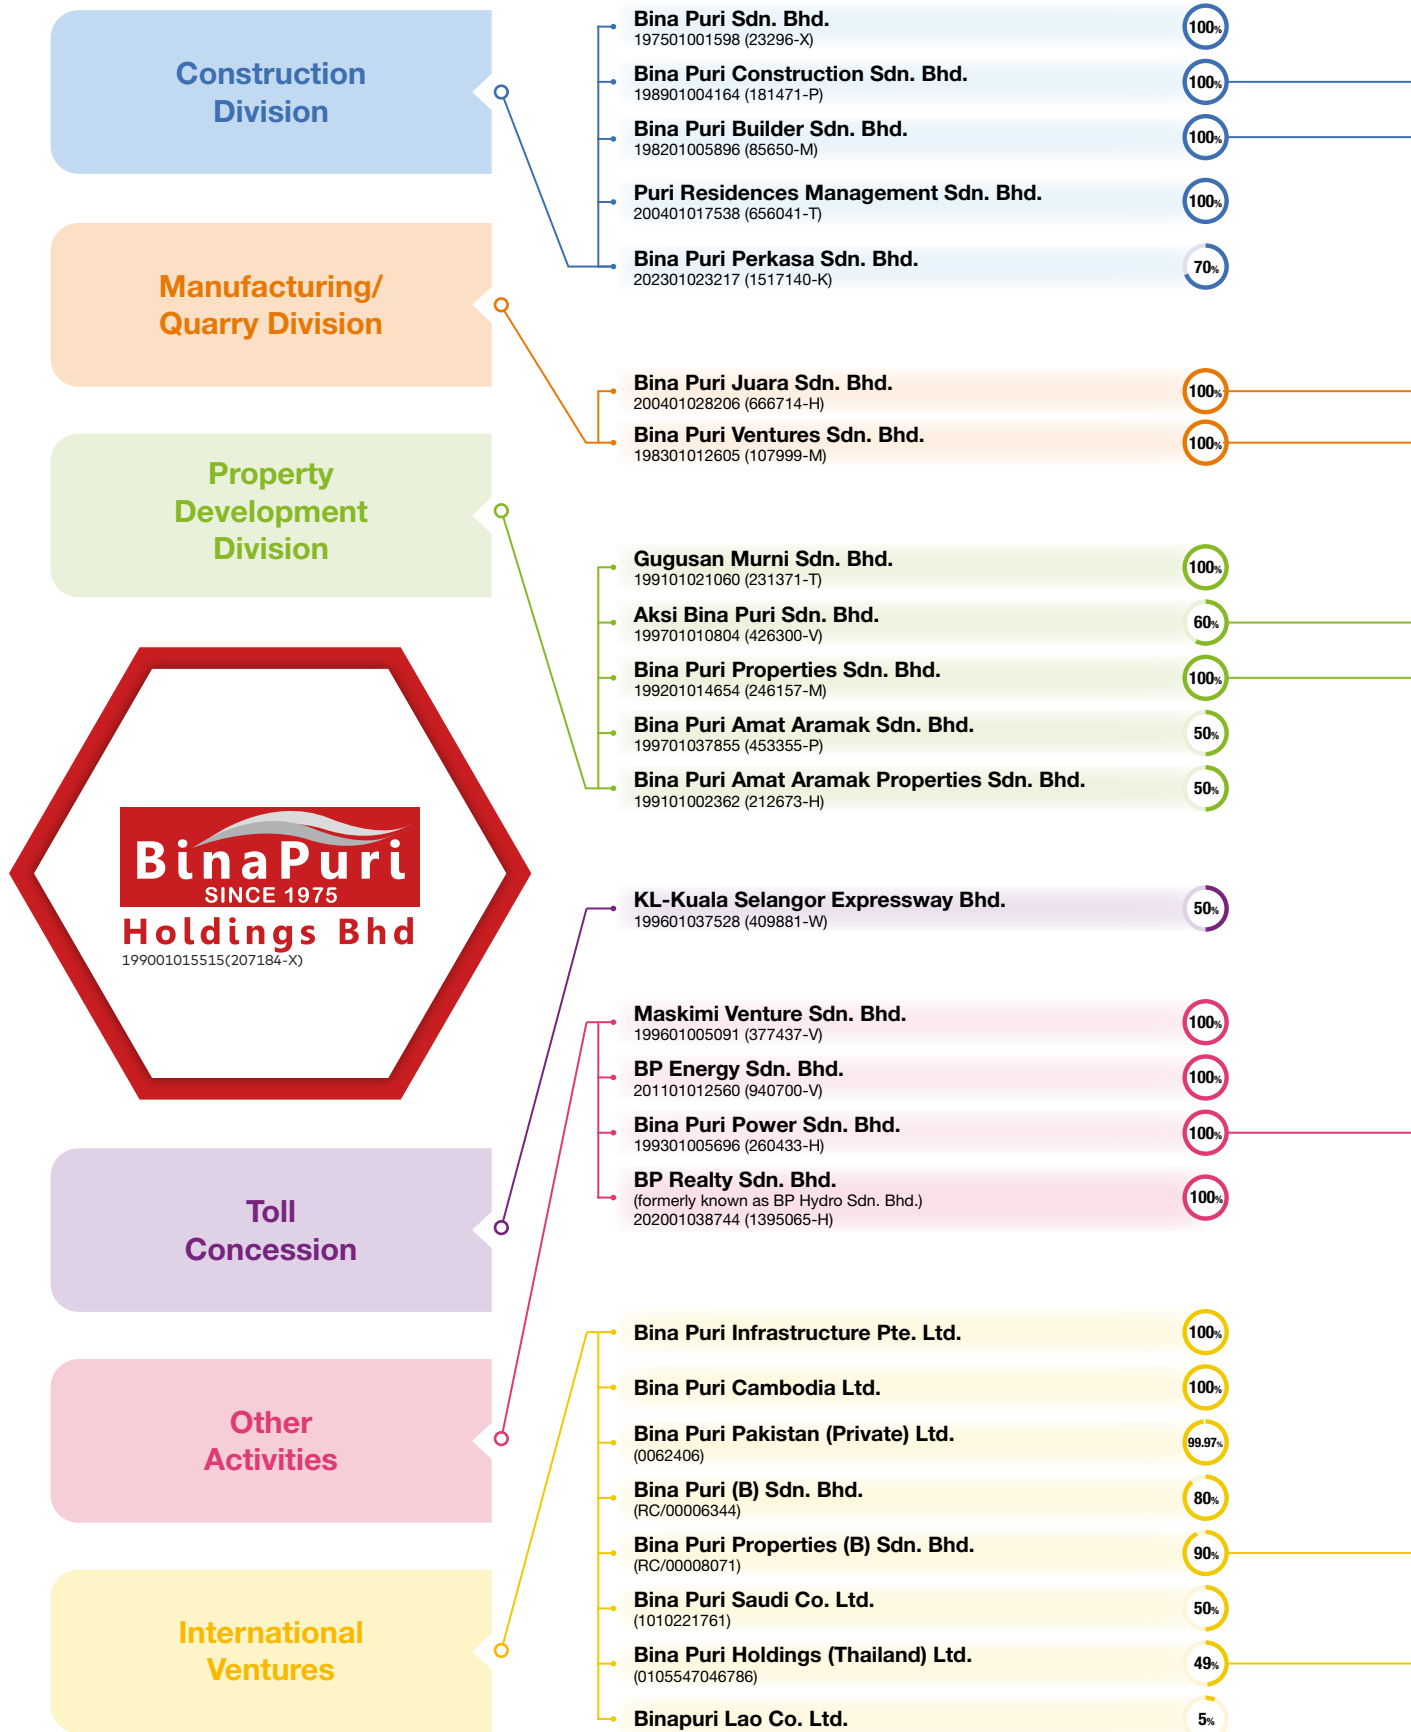 Construction
Division
Bina Puri Sdn. Bhd.
197501001598 (23296-X)
100%
Bina Puri Construction Sdn. Bhd.
198901004164 (181471-P)
100%
Bina Puri Builder Sdn. Bhd.
198201005896 (85650-M)
100%
Puri Residences Management Sdn. Bhd.
200401017538 (656041-T)
100%
Bina Puri Perkasa Sdn. Bhd.
202301023217 (1517140-K)
70%
Manufacturing/
Quarry Division
Bina Puri Juara Sdn. Bhd.
200401028206 (666714-H)
100%
Bina Puri Ventures Sdn. Bhd.
198301012605 (107999-M)
100%
Property
Development
Division
Gugusan Murni Sdn. Bhd.
199101021060 (231371-T)
100%
Aksi Bina Puri Sdn. Bhd.
199701010804 (426300-V)
60%
Bina Puri Properties Sdn. Bhd.
199201014654 (246157-M)
100%
Bina Puri Amat Aramak Sdn. Bhd.
199701037855 (453355-P)
50%
Bina Puri Amat Aramak Properties Sdn. Bhd.
199101002362 (212673-H)
50%
BinaPuri
SINCE 1975
Holdings Bhd
199001015515(207184-X)
Toll
Concession
KL-Kuala Selangor Expressway Bhd.
199601037528 (409881-W)
50%
Other
Activities
Maskimi Venture Sdn. Bhd.
199601005091 (377437-V)
100%
BP Energy Sdn. Bhd.
201101012560 (940700-V)
100%
Bina Puri Power Sdn. Bhd.
199301005696 (260433-H)
100%
BP Realty Sdn. Bhd.
(formerly known as BP Hydro Sdn. Bhd.)
202001038744 (1395065-H)
100%
International
Ventures
Bina Puri Infrastructure Pte. Ltd.
100%
Bina Puri Cambodia Ltd.
100%
Bina Puri Pakistan (Private) Ltd.
(0062406)
99.97%
Bina Puri (B) Sdn. Bhd.
(RC/00006344)
80%
Bina Puri Properties (B) Sdn. Bhd.
(RC/00008071)
90%
Bina Puri Saudi Co. Ltd.
(1010221761)
50%
Bina Puri Holdings (Thailand) Ltd.
(0105547046786)
49%
Binapuri Lao Co. Ltd.
5%